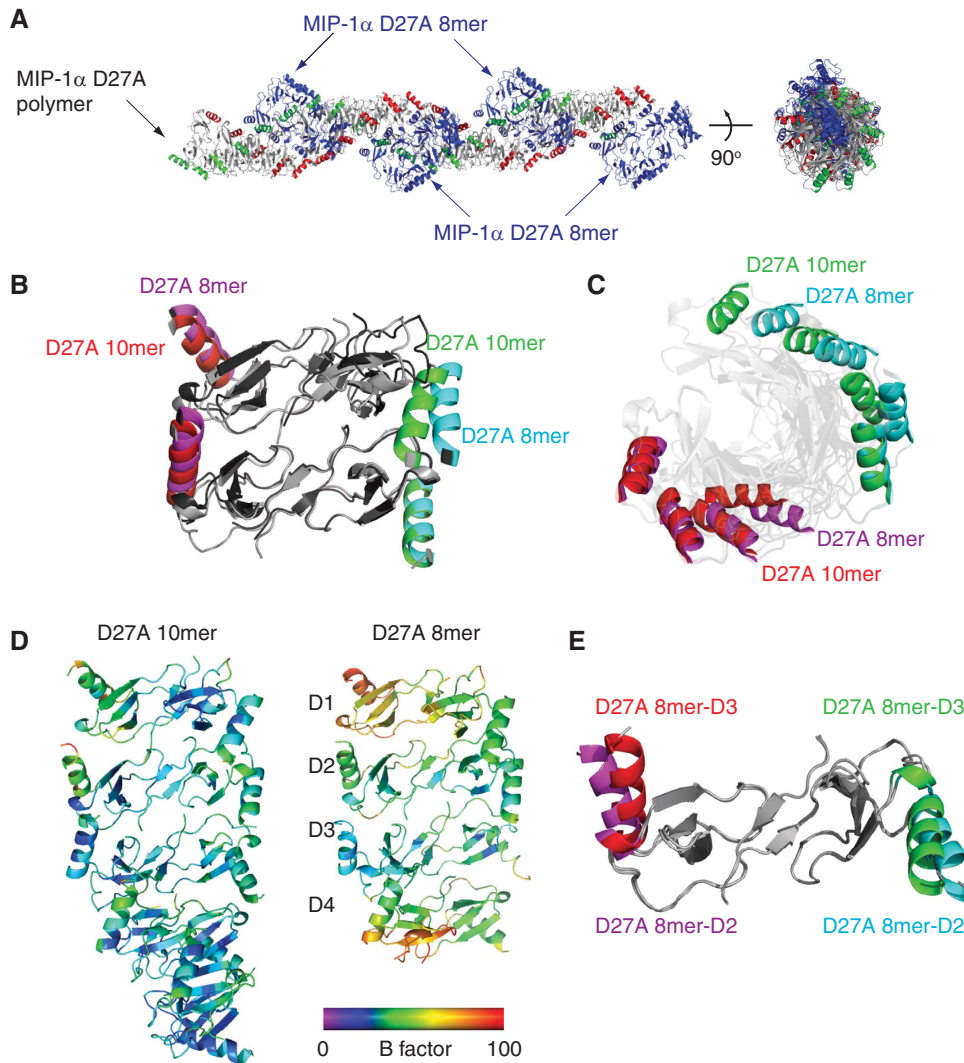 A
MIP-1α D27A 8mer
MIP-1α D27A
polymer
90°
MIP-1α D27A 8mer
B
D27A 8mer
D27A 10mer
D27A 10mer
D27A 8mer
C
D27A 10mer
D27A 8mer
D27A 8mer
D27A 10mer
D
D27A 10mer
D27A 8mer
D1
D2
D3
D4
0 B factor 100
E
D27A 8mer-D3 D27A 8mer-D3
D27A 8mer-D2 D27A 8mer-D2